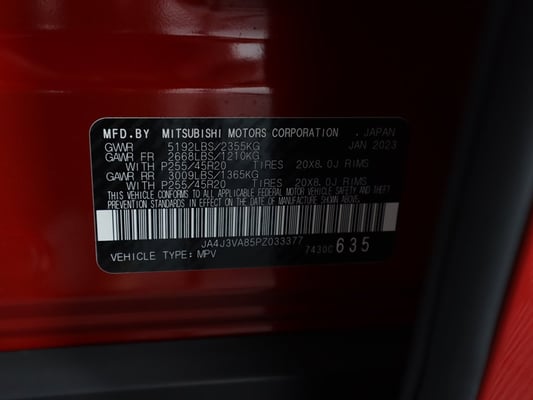 MFD.BY MITSUBISHI MOTORS CORPORATION , JAPAN
GVWR 5192LBS/2355KG JAN 2023
GAWR FR 2668LBS/1210KG
WITH P255/45R20 TIRES 20X8.0J RIMS
GAWR RR 3009LBS/1365KG
WITH P255/45R20 TIRES 20X8.0J RIMS
THIS VEHICLE CONFORMS TO ALL APPLICABLE FEDERAL MOTOR VEHICLE SAFETY AND THEFT
PREVENTION STANDARDS IN EFFECT ON THE DATE OF MANUFACTURE SHOWN ABOVE.
JA4J3VA85PZ033377
VEHICLE TYPE: MPV 7430C 635